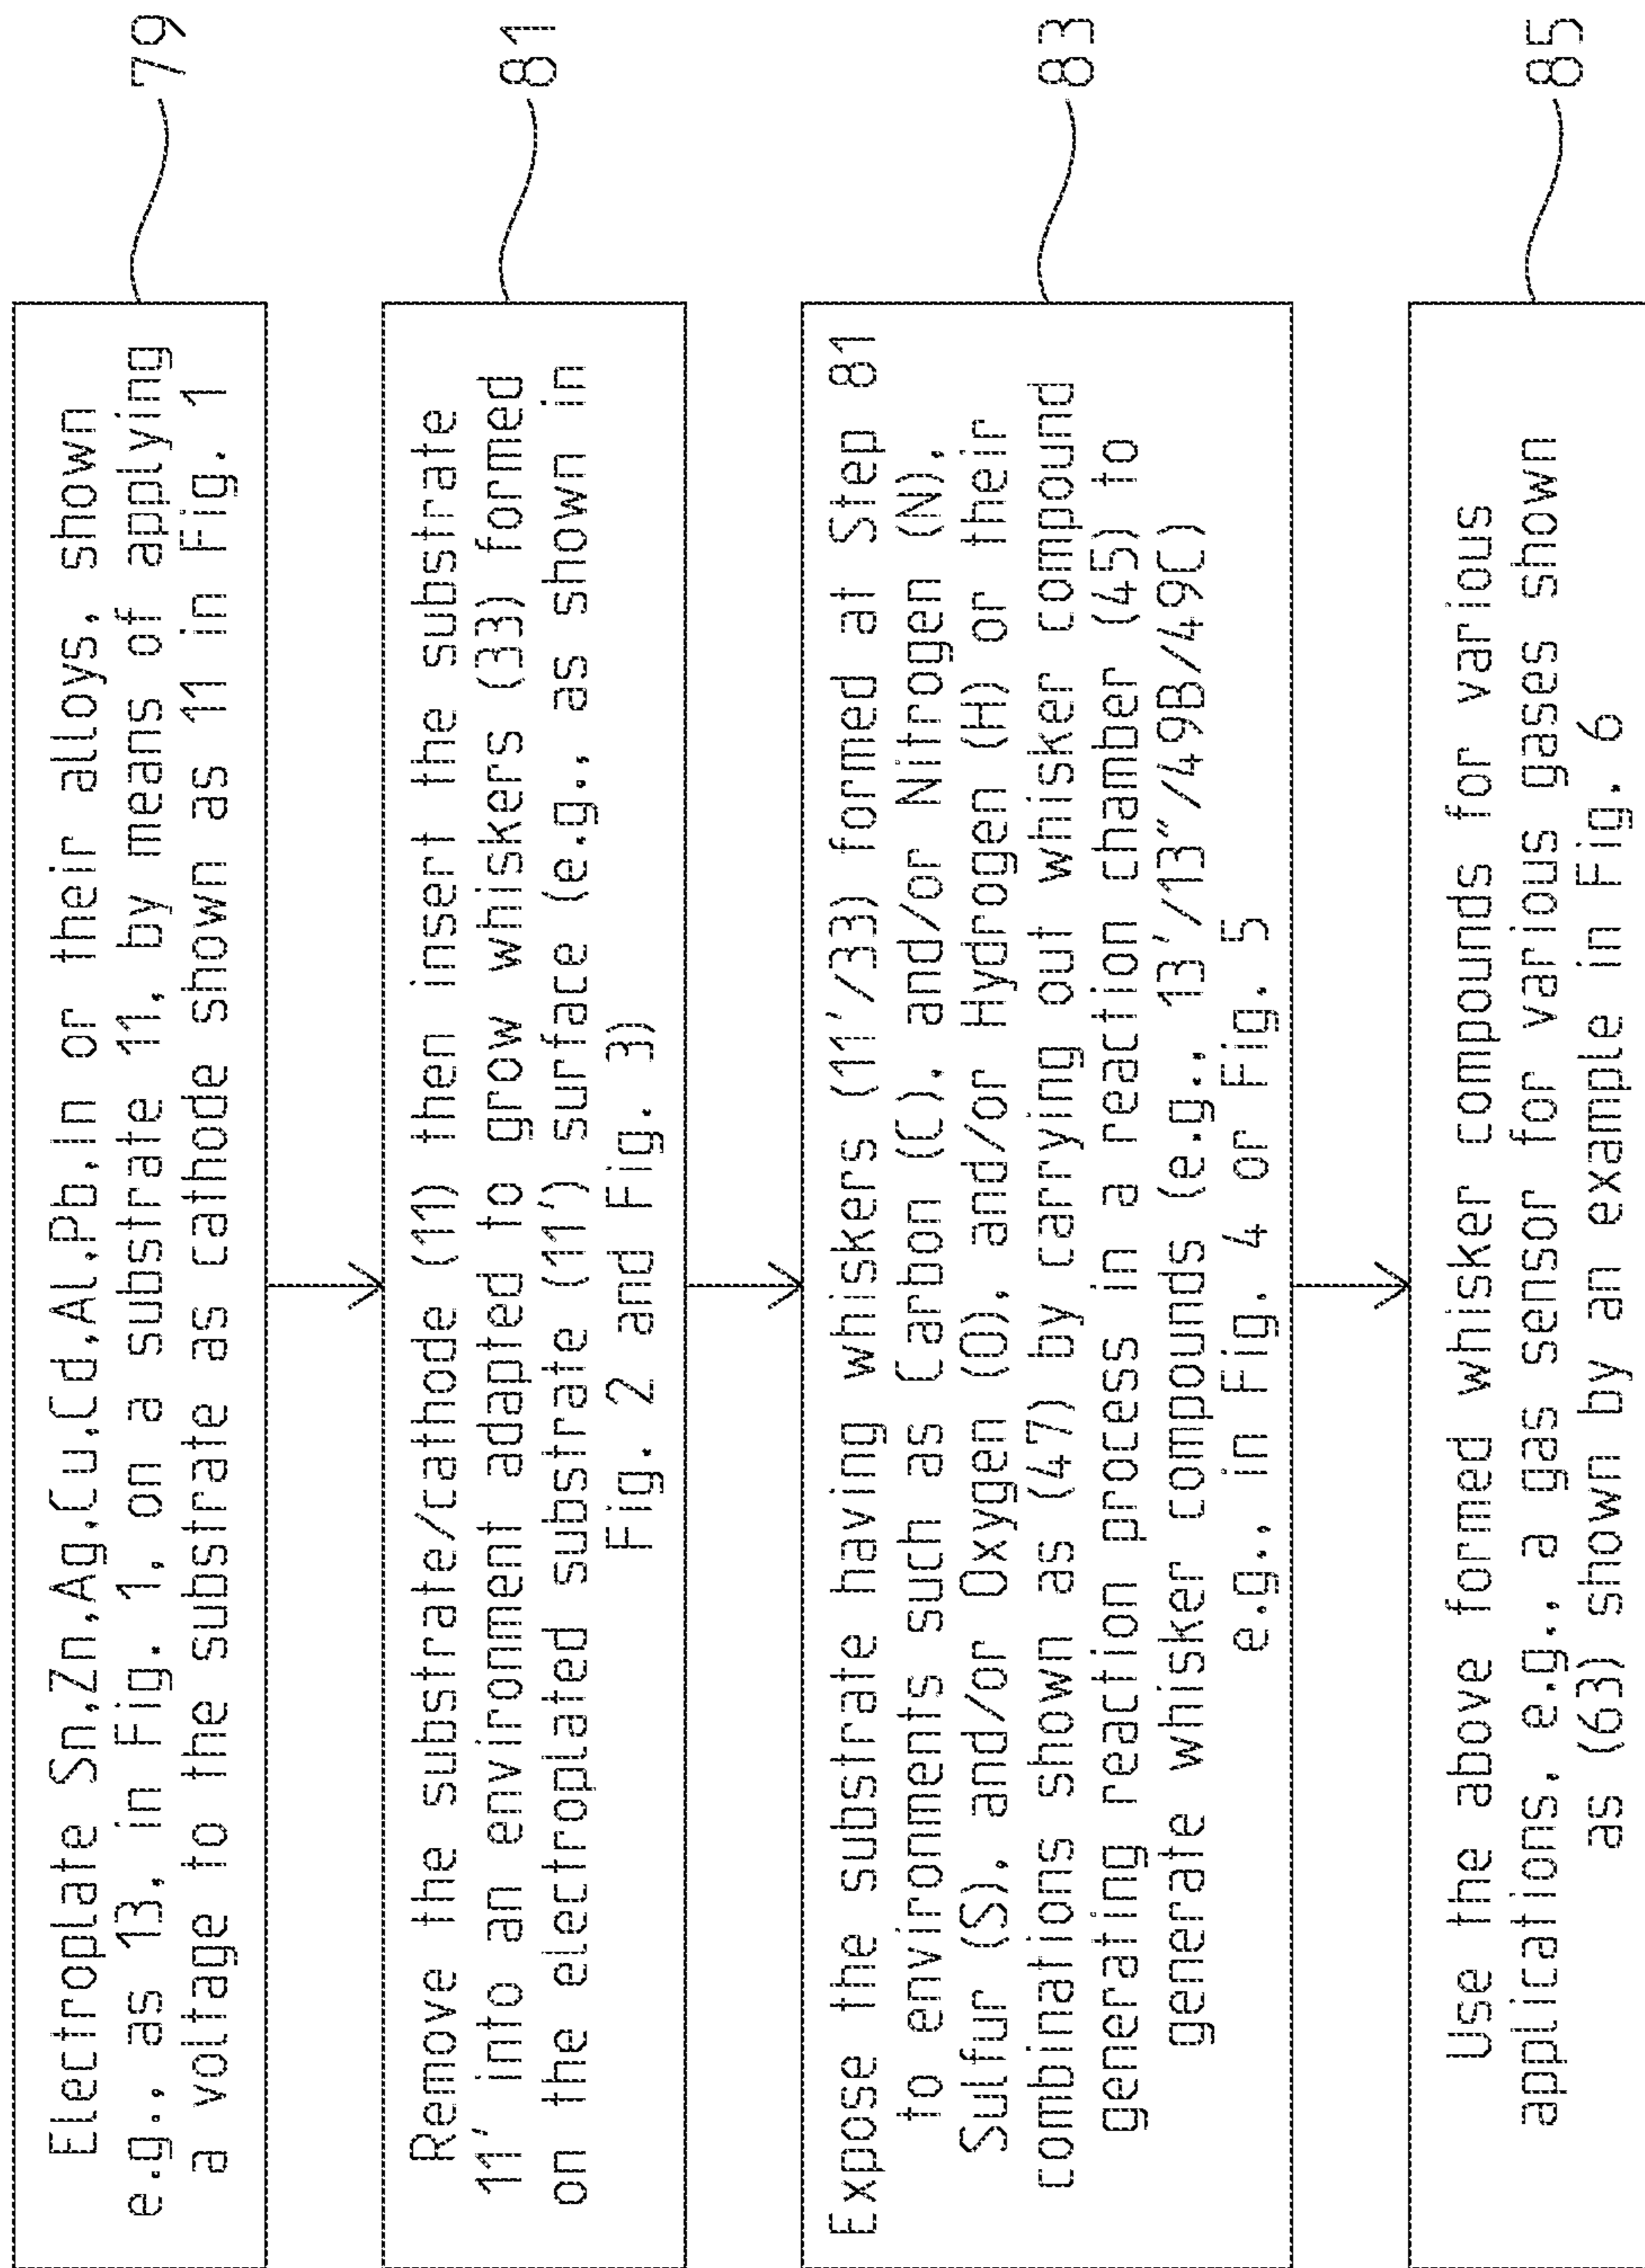 Electroplate Sn,Zn,Ag,Cu,Cd,Al,Pb,In or their alloys, shown
e.g., as 13, in Fig. 1, on a substrate 11, by means of applying
a voltage to the substrate as cathode shown as 11 in Fig. 1
79
Remove the substrate/cathode (11) then insert the substrate
11' into an environment adapted to grow whiskers (33) formed
on the electroplated substrate (11') surface (e.g., as shown in
Fig. 2 and Fig. 3)
81
Expose the substrate having whiskers (11'/33) formed at Step 81
to environments such as Carbon (C), and/or Nitrogen (N),
Sulfur (S), and/or Oxygen (O), and/or Hydrogen (H) or their
combinations shown as (47) by carrying out whisker compound
generating reaction process in a reaction chamber (45) to
generate whisker compounds (e.g., 13'/13"/49B/49C)
e.g., in Fig. 4 or Fig. 5
83
Use the above formed whisker compounds for various
applications, e.g., a gas sensor for various gases shown
as (63) shown by an example in Fig. 6
85